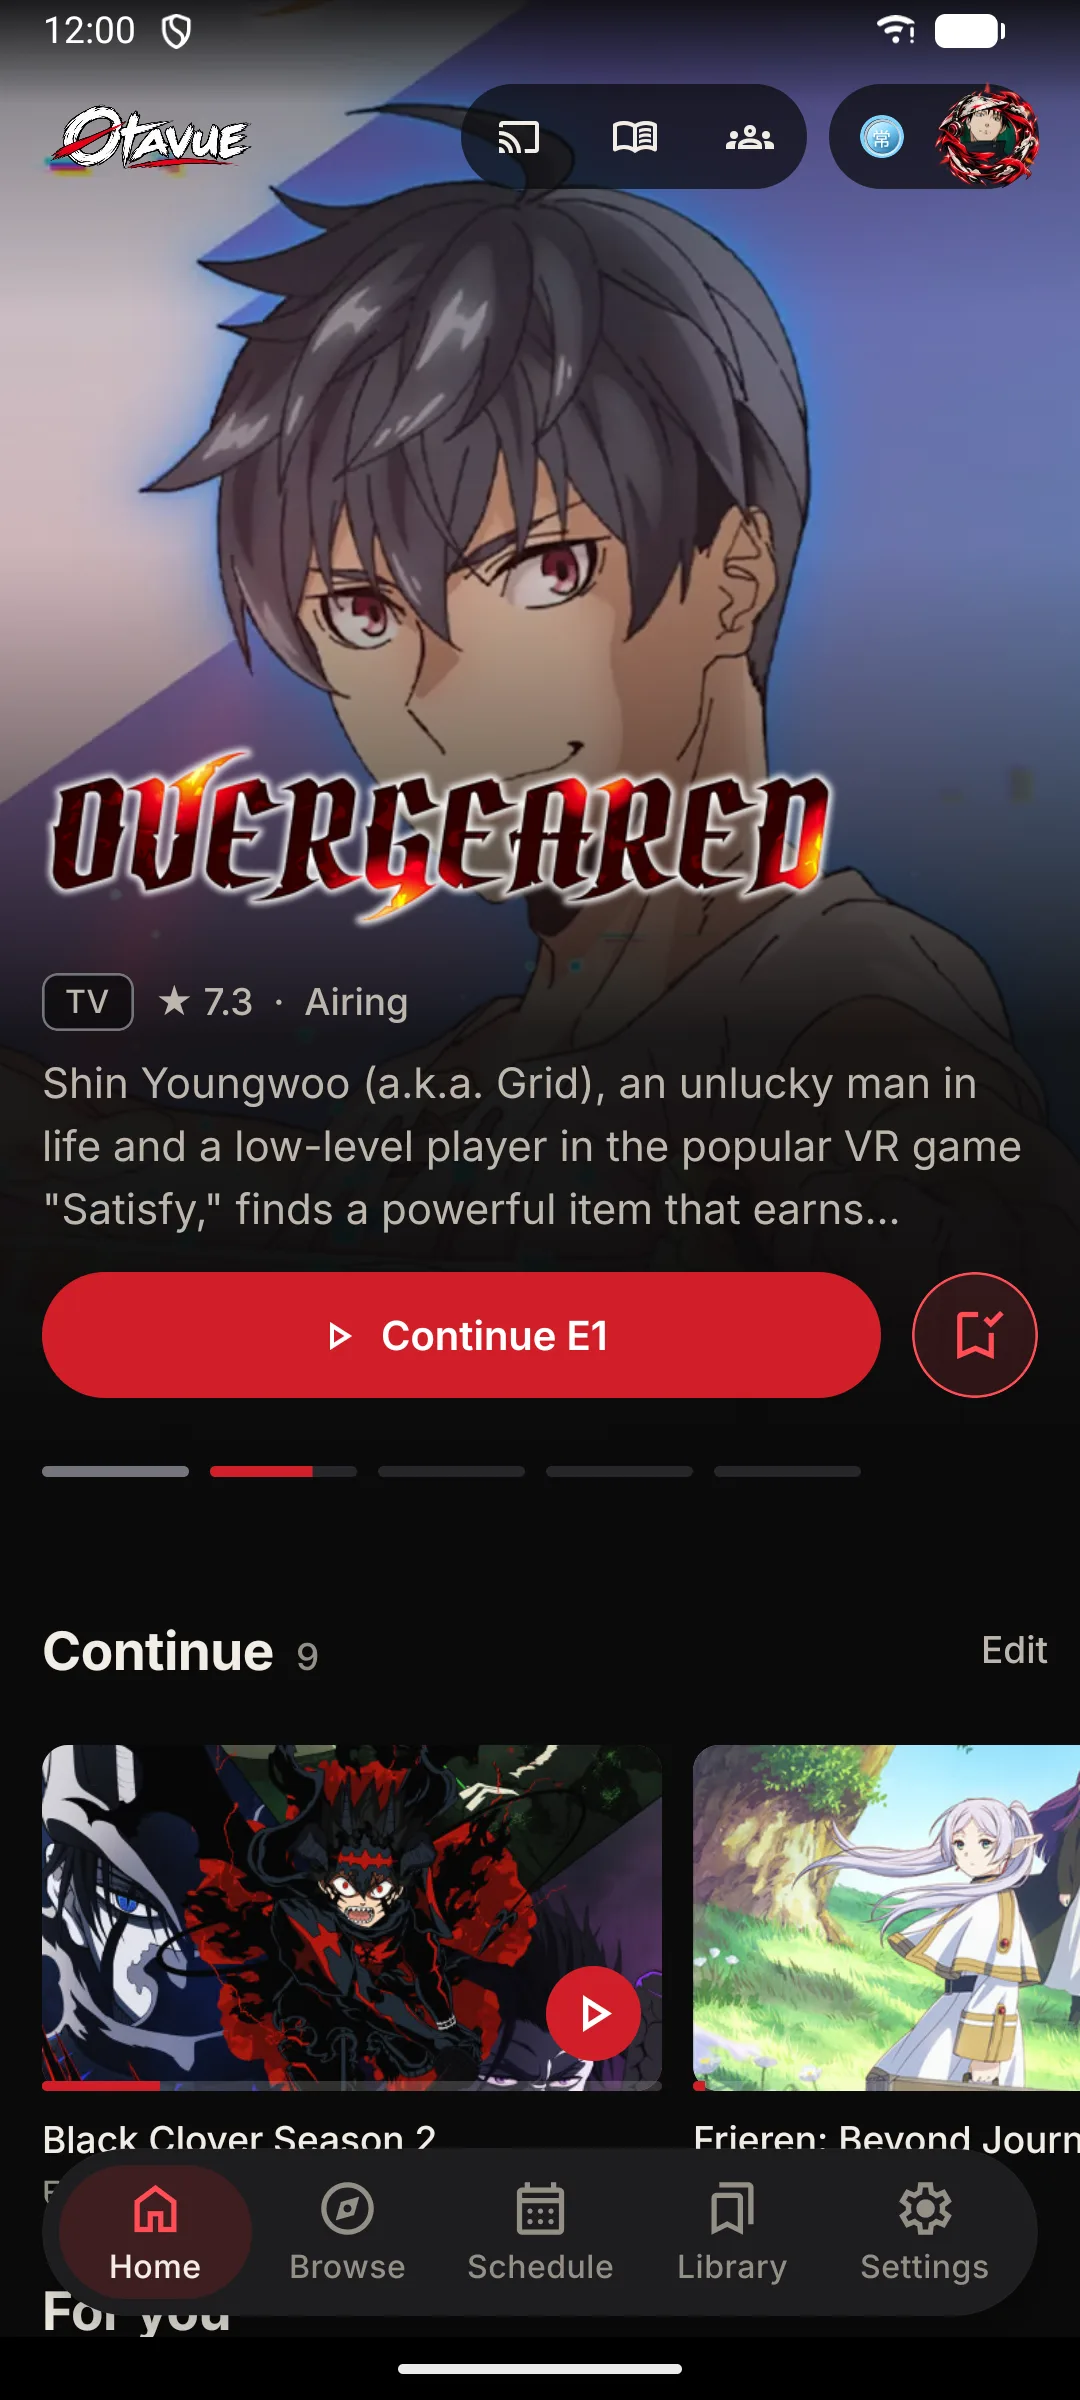 12:00
OTAVUE
常
OVERGEARED
TV ★ 7.3 · Airing
Shin Youngwoo (a.k.a. Grid), an unlucky man in
life and a low-level player in the popular VR game
"Satisfy," finds a powerful item that earns...
Continue E1
Continue 9
Edit
Black Clover Season 2
Frieren: Beyond Journ
Home
Browse
Schedule
Library
Settings
For you